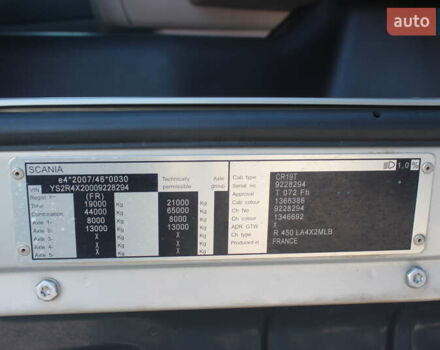 auto
SCANIA
1,0 %
e4*2007/46*0030
VIN YS2R4X20009228294
Regist. (FR) Technically permissible Axle group
Total 19000 Kg 21000 Kg
Combination 44000 Kg 65000 Kg
Axle 1- 8000 Kg 8000 Kg
Axle 2- 13000 Kg 13000 Kg
Axle 3- X Kg X Kg
Axle 4- X Kg X Kg
Axle 5- X Kg X Kg
Cab. type CR19T
Serial no 9228294
Approval T 072 Fh
Cab. colour 1366386
Ch No 9228294
Ch colour 1346692
ADR GTW X
Ch. type R 450 LA4X2MLB
Produced in FRANCE